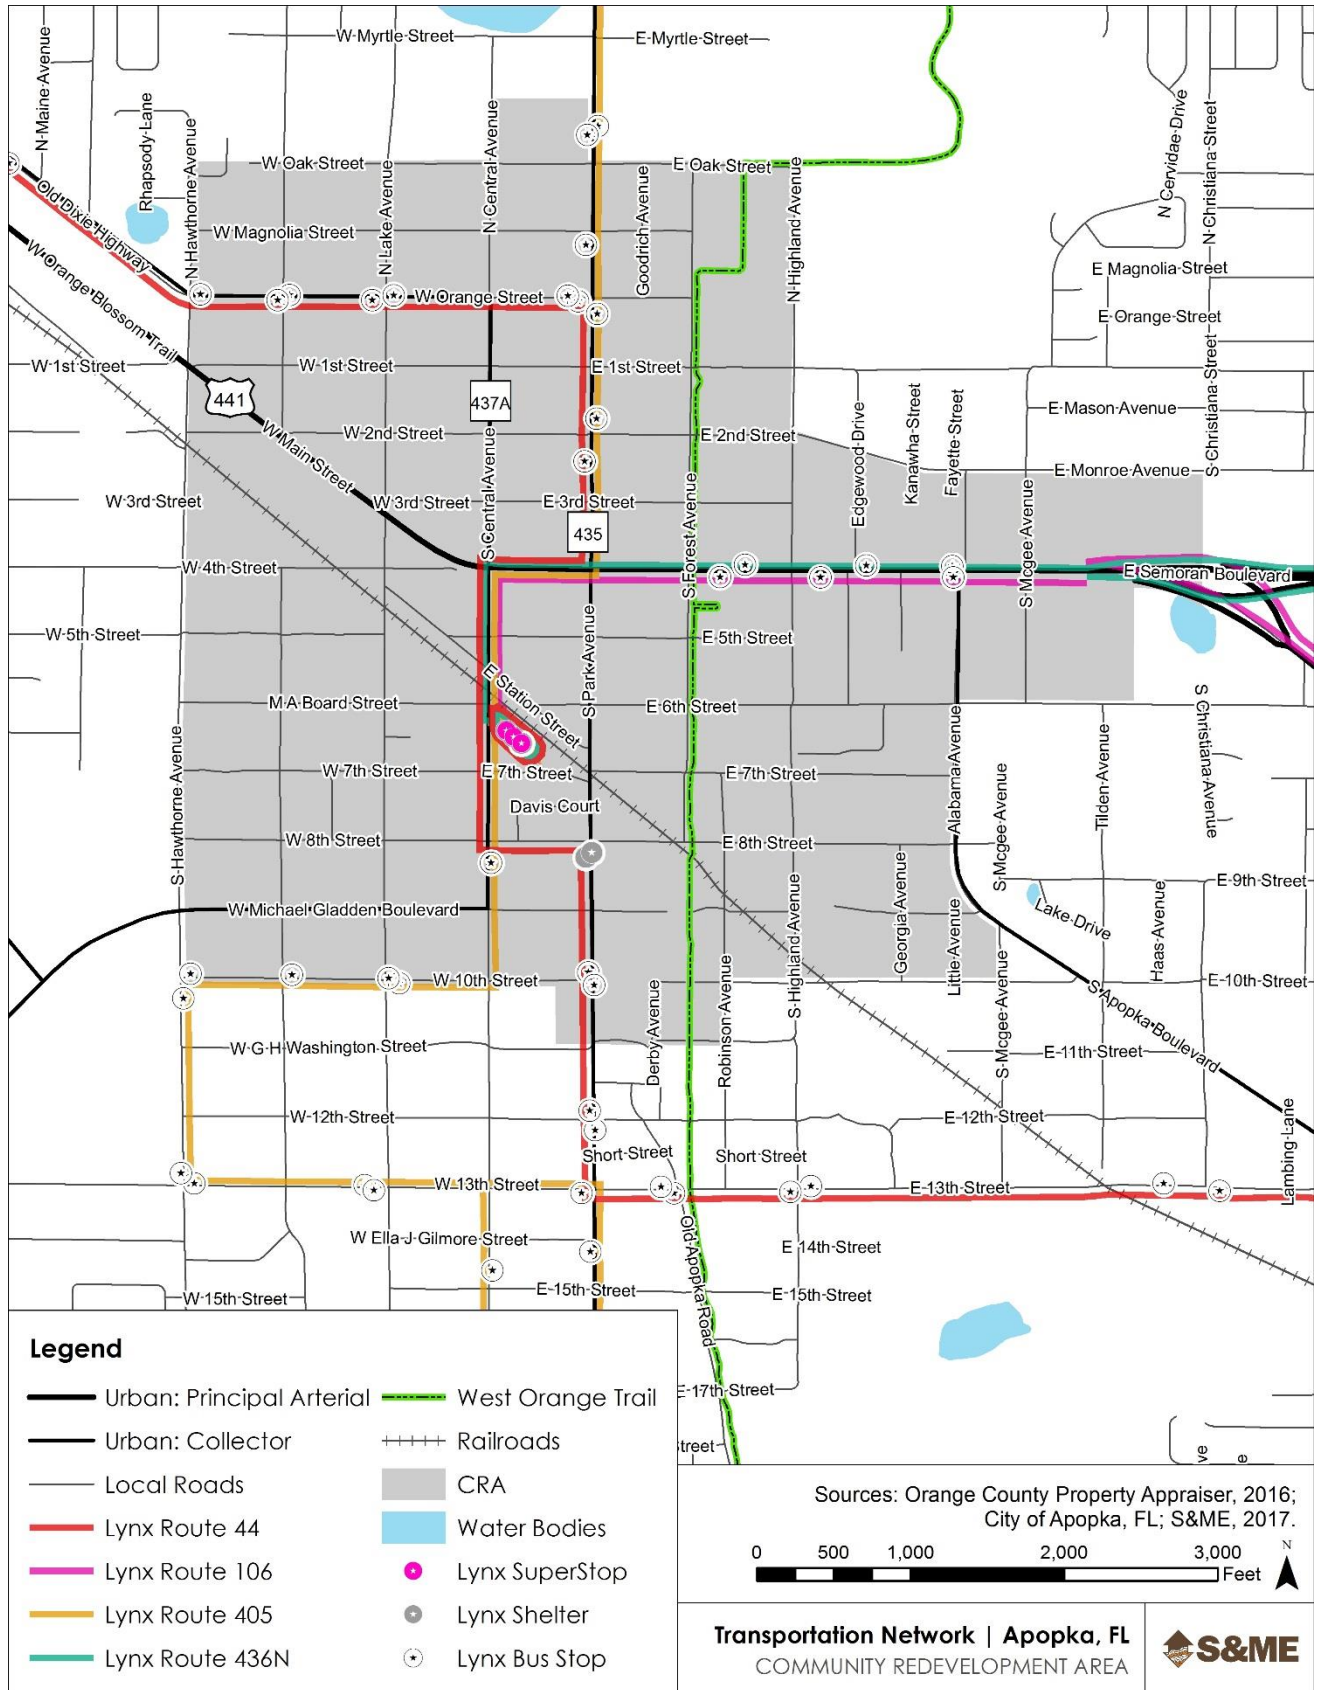 W Myrtle Street
E Myrtle Street
N Maine Avenue
Rhapsody Lane
N Hawthorne Avenue
N Central Avenue
N Cervidae Drive
N Christiana Street
W Oak Street
E Oak Street
N Lake Avenue
Goodrich Avenue
N Highland Avenue
Old Dixie Highway
W Magnolia Street
W Orange Blossom Trail
E Magnolia Street
W Orange Street
E Orange Street
W 1st Street
W 1st Street
E 1st Street
441
437A
W Main Street
Edgewood Drive
Kanawha Street
Fayette Street
E Mason Avenue
S Christiana Street
W 2nd Street
E 2nd Street
E Monroe Avenue
W 3rd Street
W 3rd Street
E 3rd Street
S Central Avenue
435
S Forest Avenue
S Mcgee Avenue
W 4th Street
E Semoran Boulevard
W 5th Street
E 5th Street
S Park Avenue
E Station Street
M A Board Street
E 6th Street
S Christiana Avenue
S Hawthorne Avenue
W 7th Street
E 7th Street
E 7th Street
Alabama Avenue
S Mcgee Avenue
Tilden Avenue
Davis Court
W 8th Street
E 8th Street
Georgia Avenue
E 9th Street
Lake Drive
Haas Avenue
W Michael Gladden Boulevard
S Highland Avenue
Little Avenue
W 10th Street
E 10th Street
Derby Avenue
Robinson Avenue
S Mcgee Avenue
S Apopka Boulevard
W G H Washington Street
E 11th Street
W 12th Street
E 12th Street
Short Street
Short Street
Lambing Lane
W 13th Street
E 13th Street
W Ella J Gilmore Street
Old Apopka Road
E 14th Street
W 15th Street
E 15th Street
E 15th Street
E 17th Street
treet
ve
e
Legend
Urban: Principal Arterial
Urban: Collector
Local Roads
Lynx Route 44
Lynx Route 106
Lynx Route 405
Lynx Route 436N
West Orange Trail
Railroads
CRA
Water Bodies
Lynx SuperStop
Lynx Shelter
Lynx Bus Stop
Sources: Orange County Property Appraiser, 2016;
City of Apopka, FL; S&ME, 2017.
0 500 1,000 2,000 3,000
Feet
N
Transportation Network | Apopka, FL
COMMUNITY REDEVELOPMENT AREA
S&ME